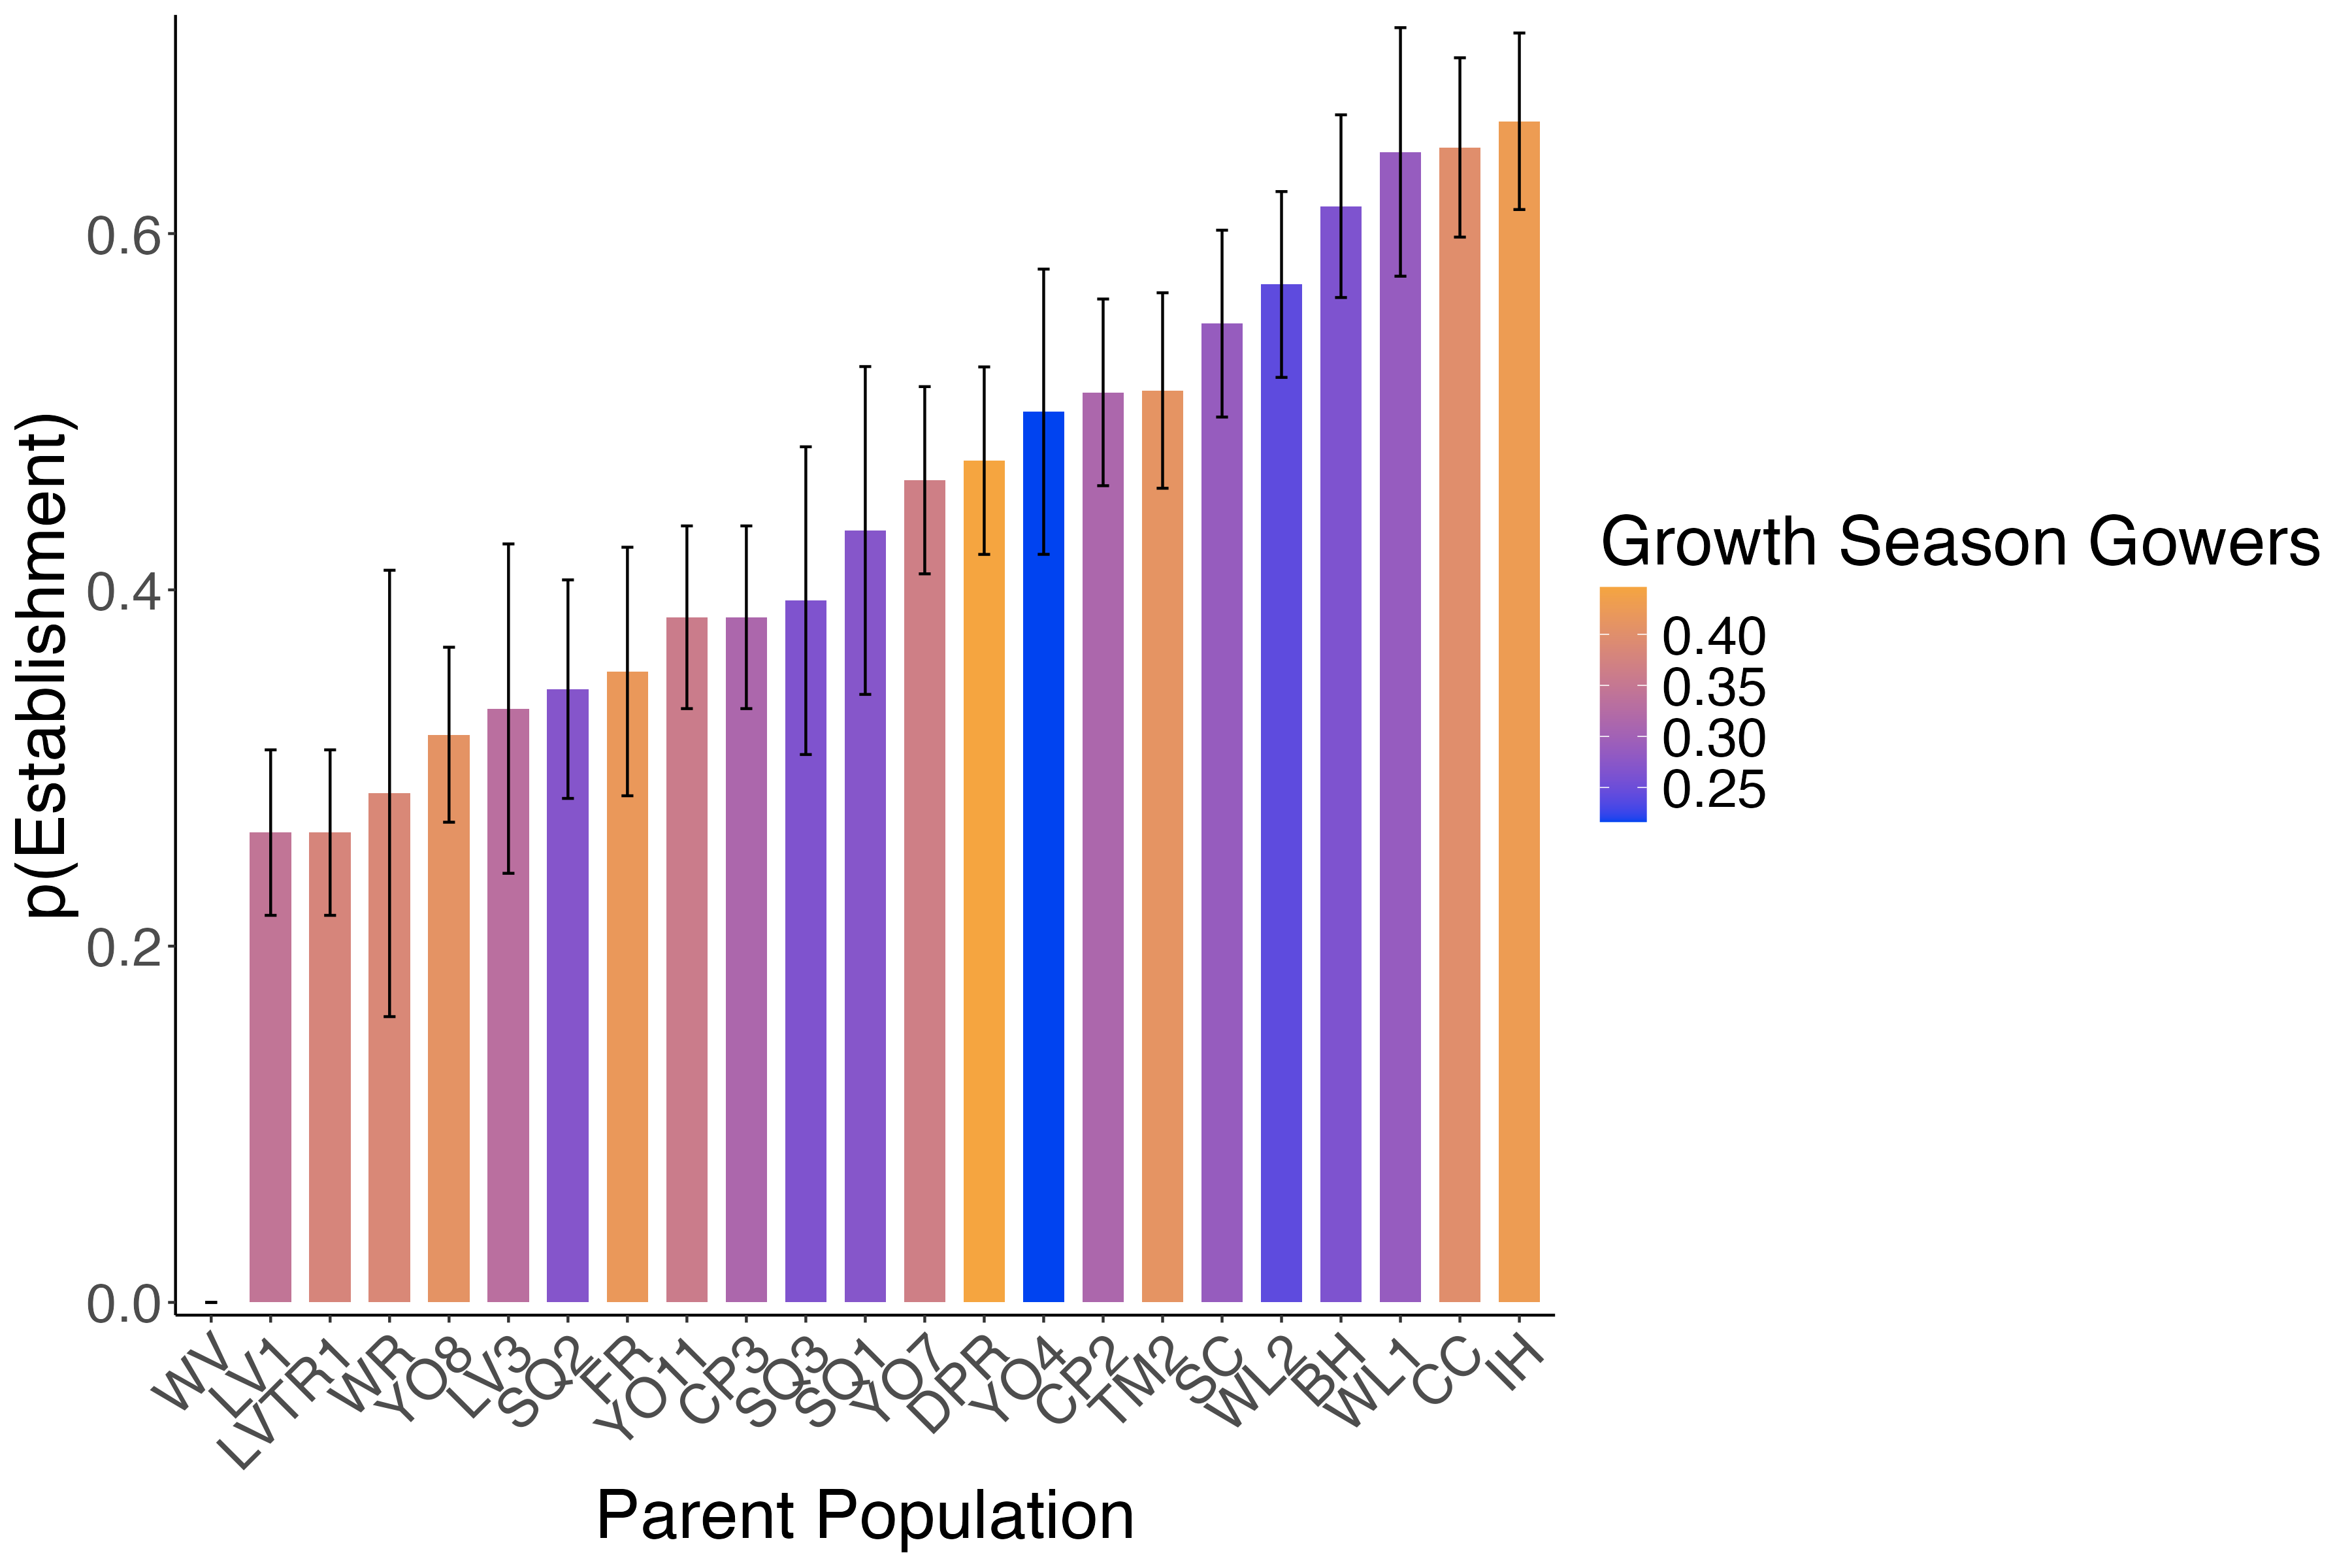 p(Establishment)
0.6
0.4
0.2
0.0
WV
LV1
LVTR1
WR
YO8
LV3
SQ2
FR
YO11
CP3
SQ3
SQ1
YO7
DPR
YO4
CP2
TM2
SC
WL2
BH
WL1
CC
IH
Parent Population
Growth Season Gowers
0.40
0.35
0.30
0.25